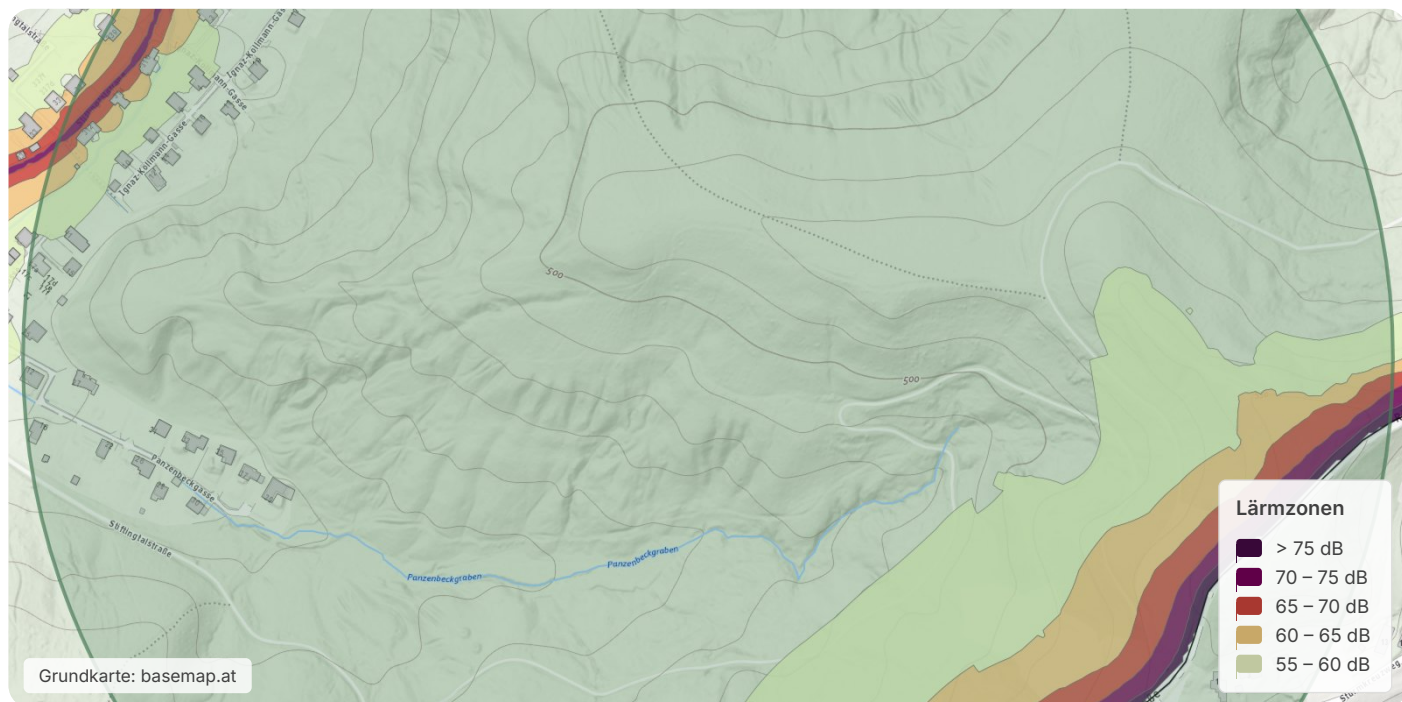 Ignaz-Kollmann-Gasse
Ignaz-Kollmann-Gasse
500
500
Panzenbeckgasse
Stiftingtalstraße
Panzenbeckgraben
Panzenbeckgraben
Lärmzonen
> 75 dB
70 – 75 dB
65 – 70 dB
60 – 65 dB
55 – 60 dB
Grundkarte: basemap.at